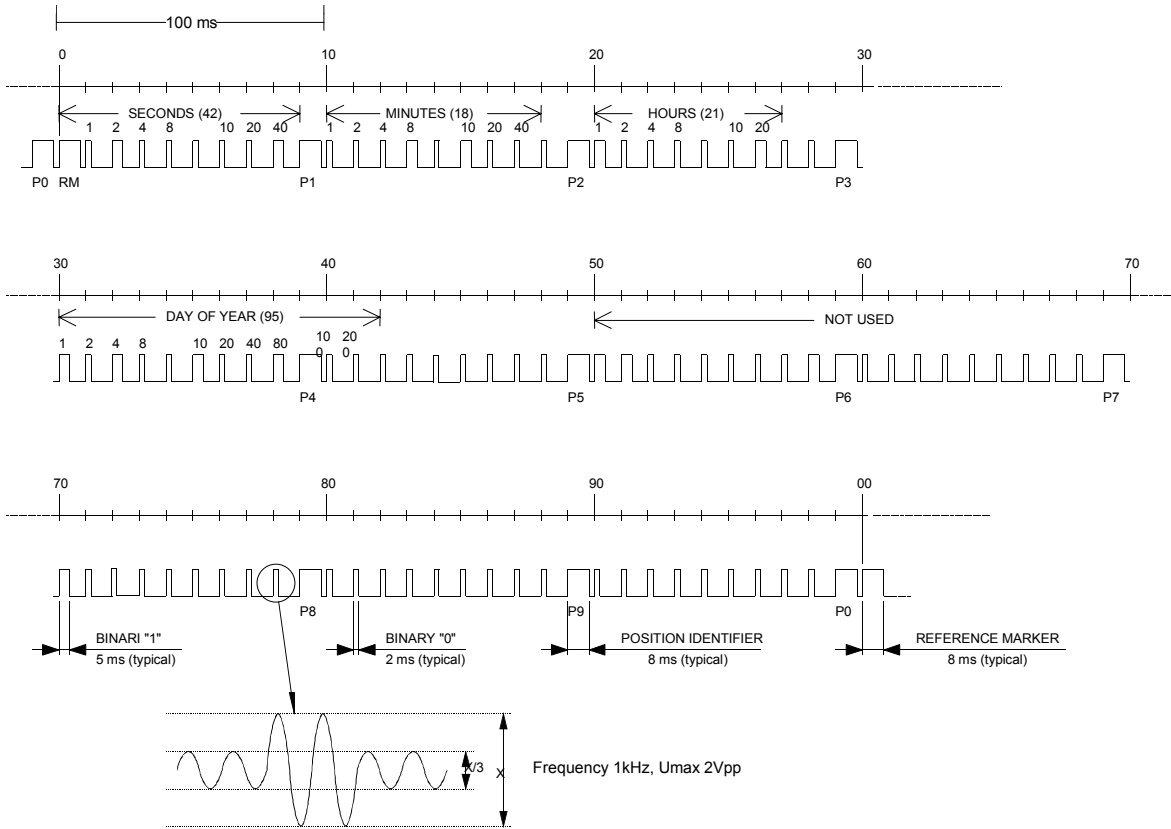 100 ms
0 10 20 30
SECONDS (42) MINUTES (18) HOURS (21)
1 2 4 8 10 20 40 1 2 4 8 10 20 40 1 2 4 8 10 20
P0 RM P1 P2 P3
30 40 50 60 70
DAY OF YEAR (95) NOT USED
1 2 4 8 10 20 40 80 100 200
P4 P5 P6 P7
70 80 90 00
P8 P9 P0
BINARI "1" BINARY "0" POSITION IDENTIFIER REFERENCE MARKER
5 ms (typical) 2 ms (typical) 8 ms (typical) 8 ms (typical)
X/3 X Frequency 1kHz, Umax 2Vpp